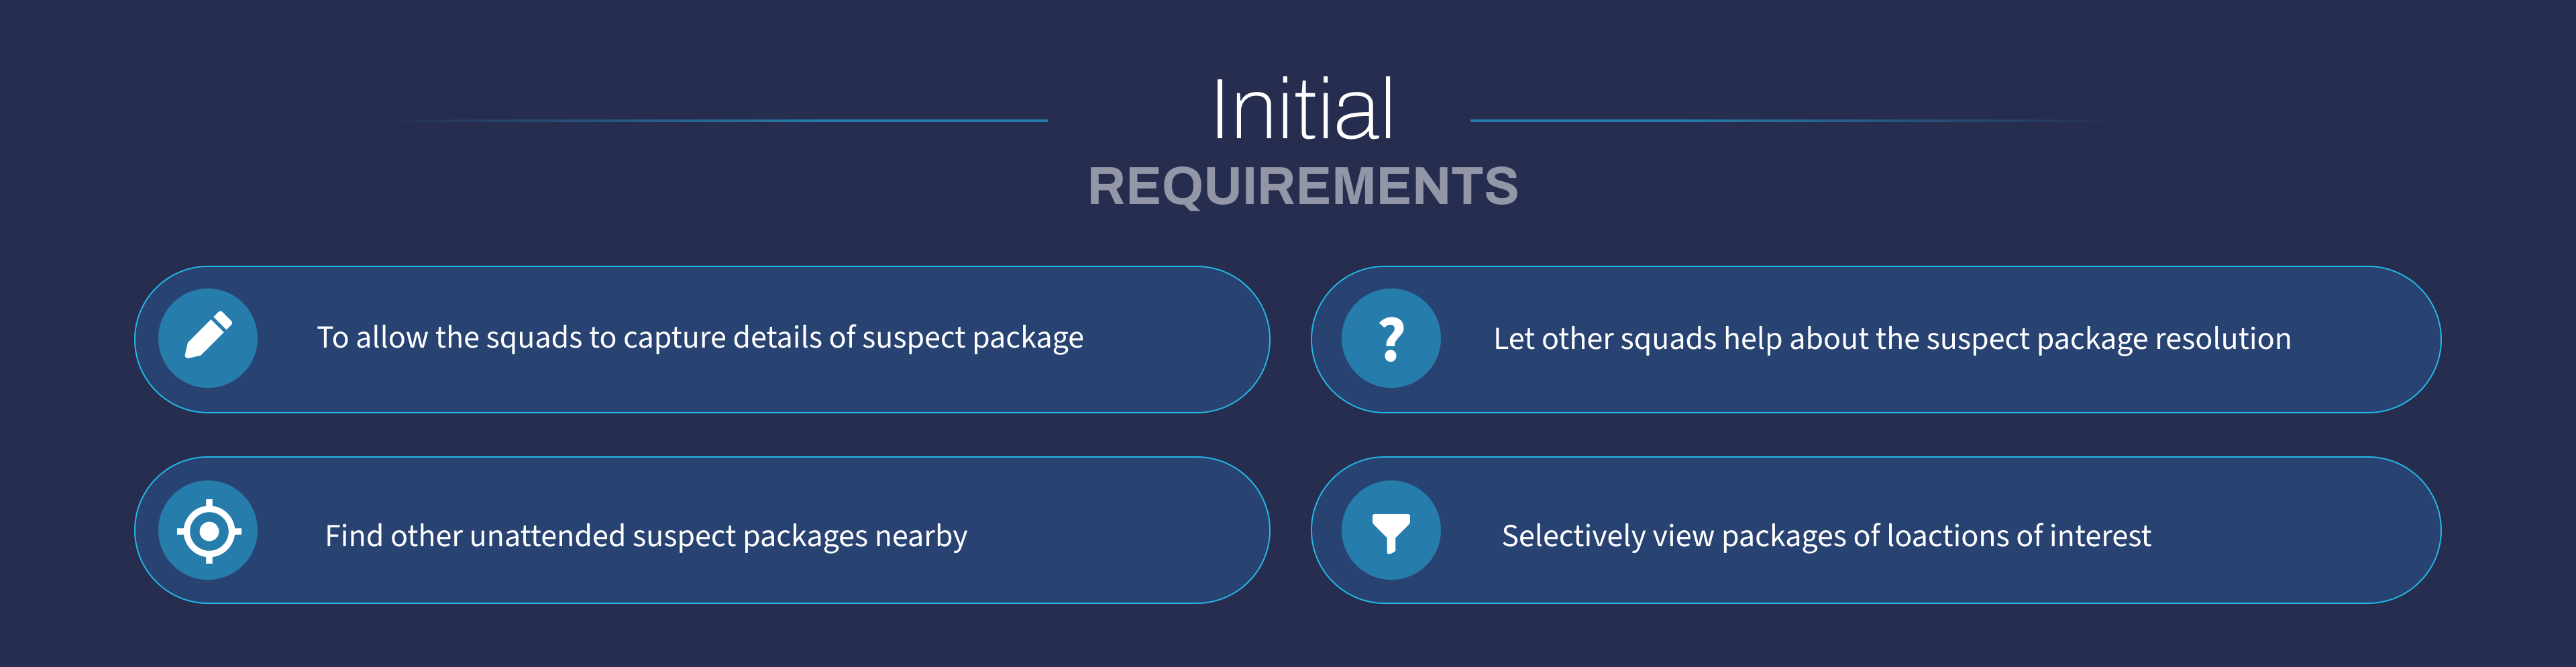 Initial
REQUIREMENTS
To allow the squads to capture details of suspect package
Let other squads help about the suspect package resolution
Find other unattended suspect packages nearby
Selectively view packages of loactions of interest